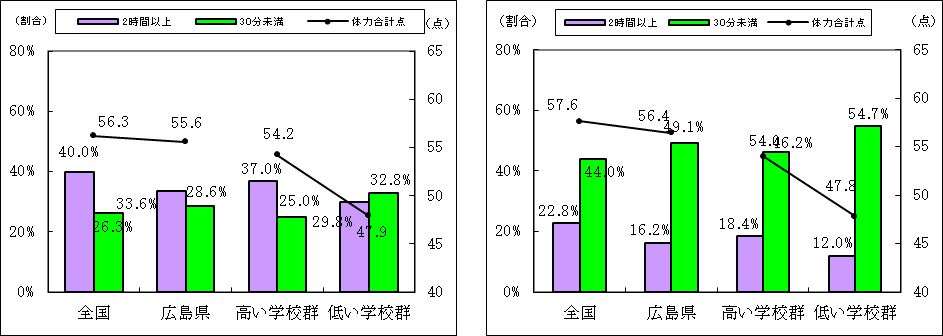 (割合) 2時間以上 30分未満 体力合計点 (点)
80% 65
60
60% 56.3 55.6 54.2 55
40.0% 37.0% 32.8%
40% 33.6% 28.6% 25.0% 50
26.3% 29.8% 47.9
20% 45
0% 40
全国 広島県 高い学校群 低い学校群
(割合) 2時間以上 30分未満 体力合計点 (点)
80% 65
57.6 56.4 54.7% 60
60% 49.1% 54.0 46.2% 55
44.0% 47.8
40% 50
22.8% 16.2% 18.4% 12.0%
20% 45
0% 40
全国 広島県 高い学校群 低い学校群